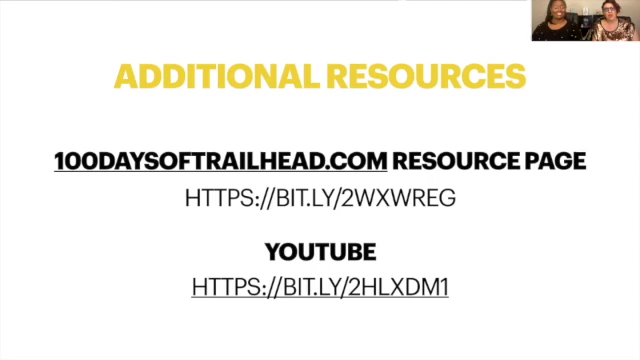 ADDITIONAL RESOURCES
100DAYSOFTRAILHEAD.COM RESOURCE PAGE
HTTPS://BIT.LY/2WXWREG
YOUTUBE
HTTPS://BIT.LY/2HLXDM1